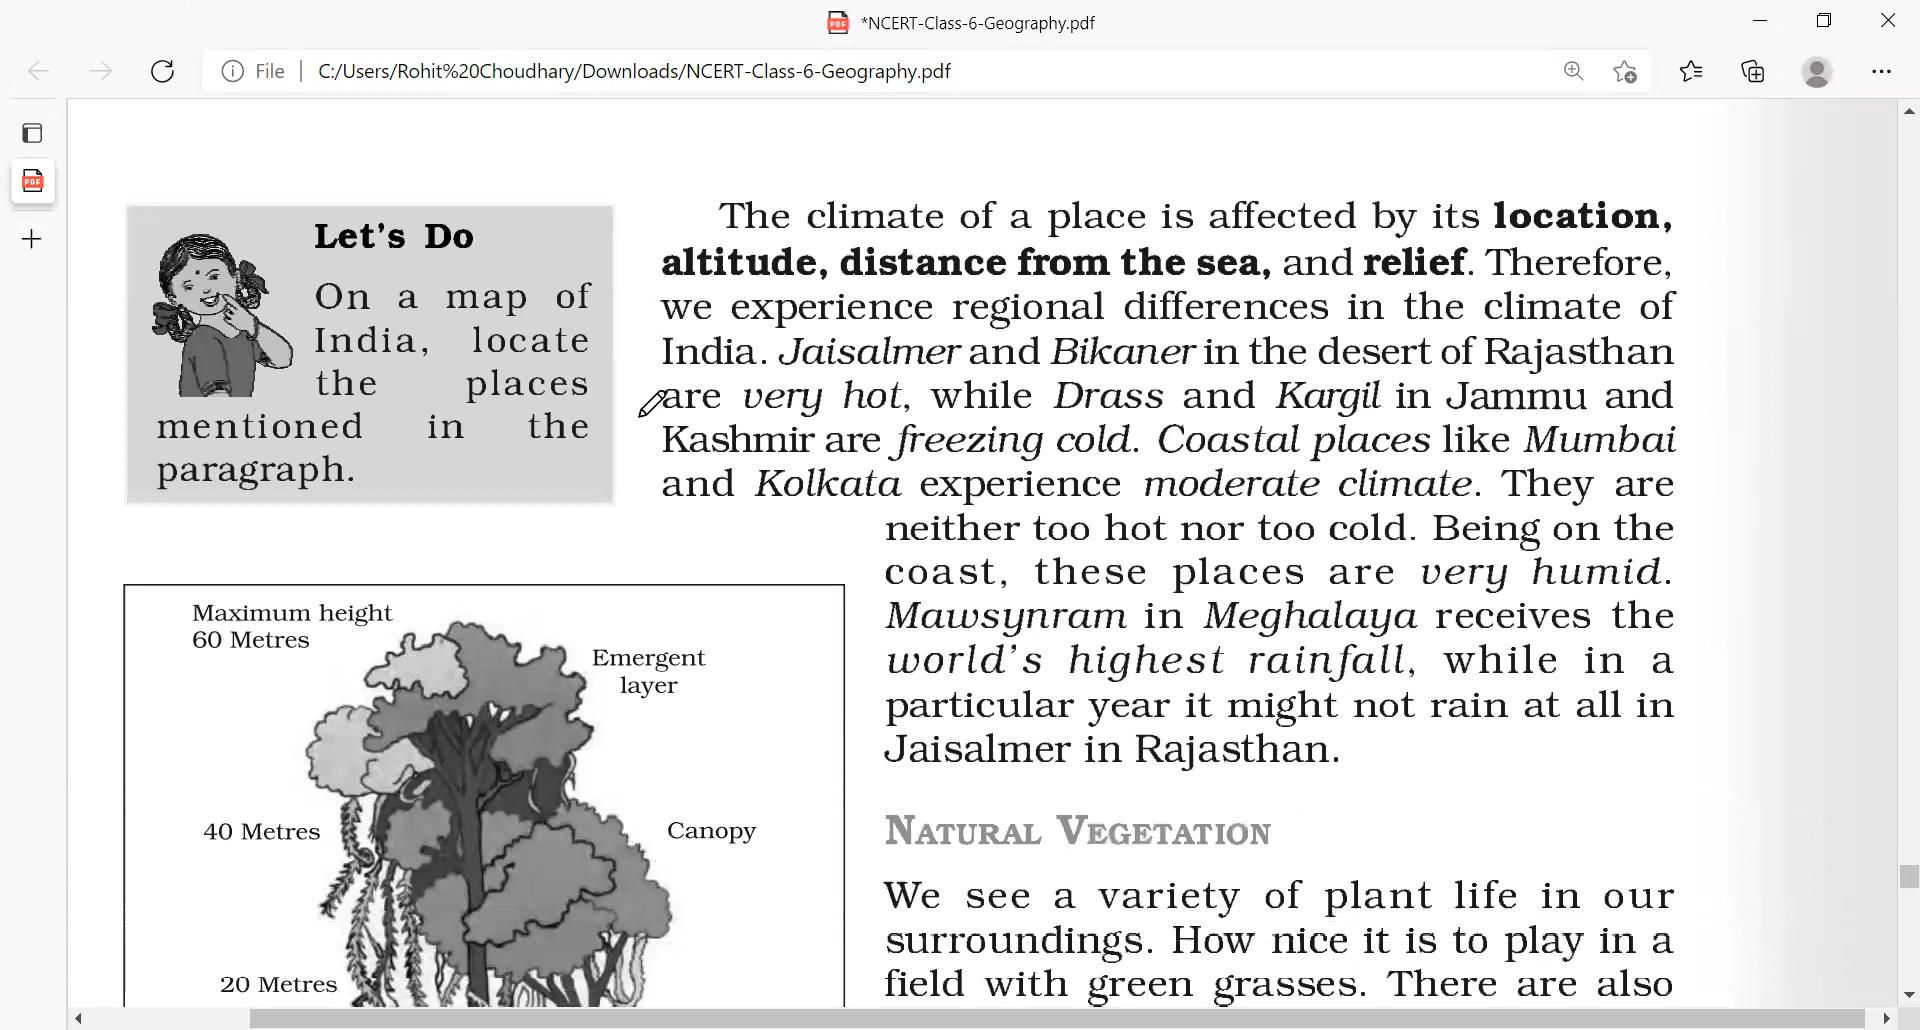 *NCERT-Class-6-Geography.pdf
File | C:/Users/Rohit%20Choudhary/Downloads/NCERT-Class-6-Geography.pdf
Let's Do
On a map of
India, locate
the places
mentioned in the
paragraph.
The climate of a place is affected by its location,
altitude, distance from the sea, and relief. Therefore,
we experience regional differences in the climate of
India. Jaisalmer and Bikaner in the desert of Rajasthan
are very hot, while Drass and Kargil in Jammu and
Kashmir are freezing cold. Coastal places like Mumbai
and Kolkata experience moderate climate. They are
neither too hot nor too cold. Being on the
coast, these places are very humid.
Mawsynram in Meghalaya receives the
world's highest rainfall, while in a
particular year it might not rain at all in
Jaisalmer in Rajasthan.
NATURAL VEGETATION
We see a variety of plant life in our
surroundings. How nice it is to play in a
field with green grasses. There are also
Maximum height
60 Metres
Emergent
layer
40 Metres
Canopy
20 Metres
PDF
PDF